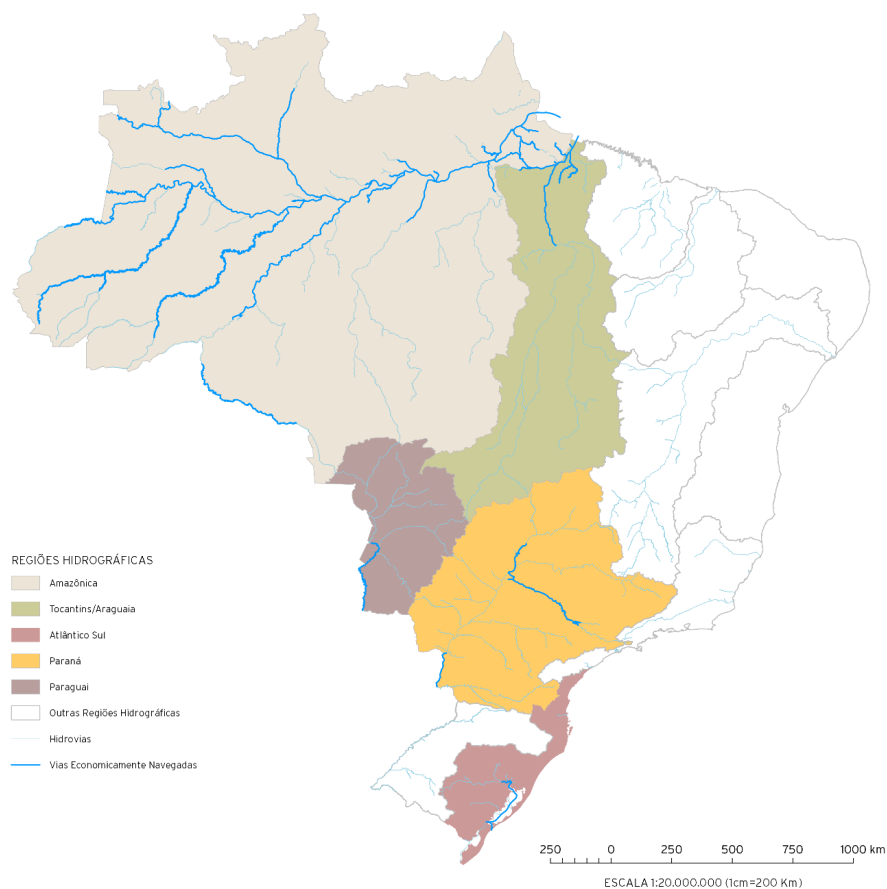 REGIÕES HIDROGRÁFICAS
Amazônica
Tocantins/Araguaia
Atlântico Sul
Paraná
Paraguai
Outras Regiões Hidrográficas
Hidrovias
Vias Economicamente Navegadas
250 0 250 500 750 1000 km
ESCALA 1:20.000.000 (1cm=200 Km)